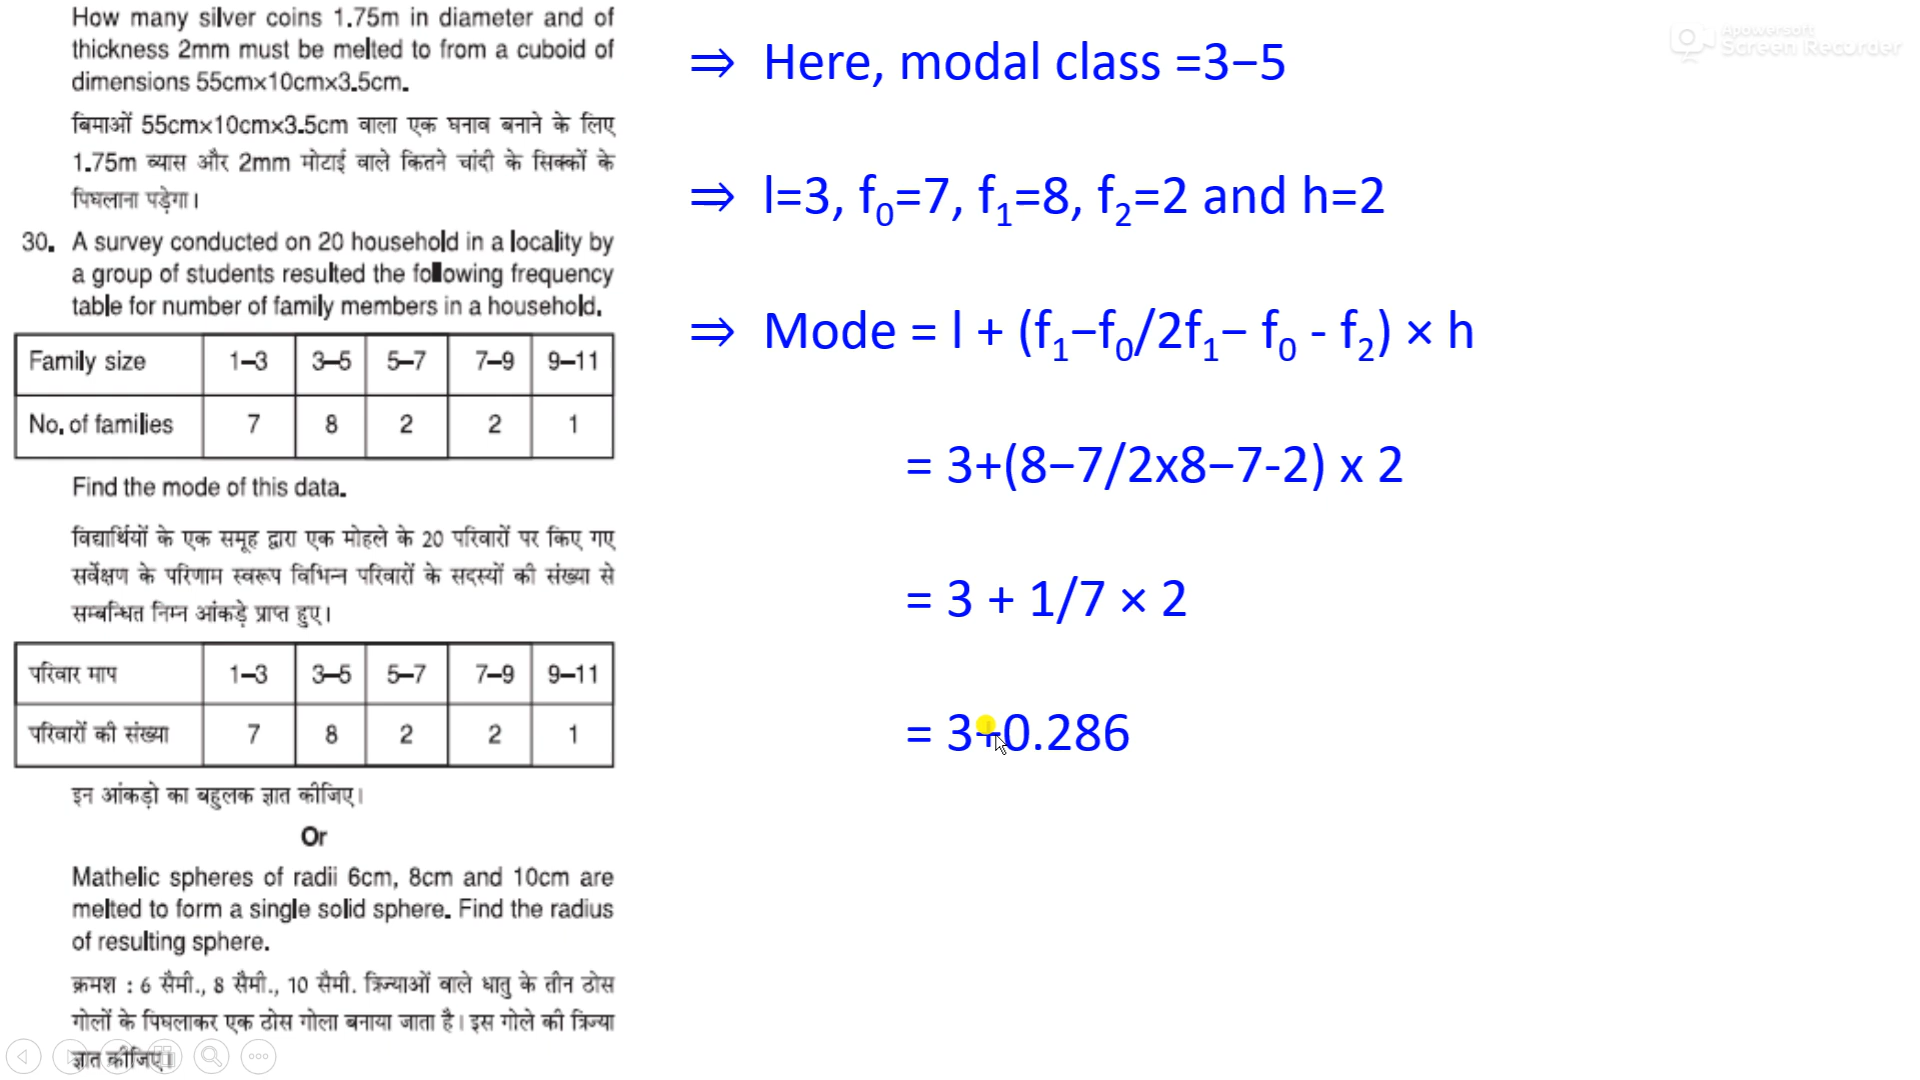 How many silver coins 1.75m in diameter and of
thickness 2mm must be melted to from a cuboid of
dimensions 55cm×10cm×3.5cm.
बिमाओं 55cm×10cm×3.5cm वाला एक घनाव बनाने के लिए
1.75m व्यास और 2mm मोटाई वाले कितने चांदी के सिक्कों के
पिघलाना पड़ेगा।
30. A survey conducted on 20 household in a locality by
a group of students resulted the following frequency
table for number of family members in a household.
Family size 1–3 3–5 5–7 7–9 9–11
No. of families 7 8 2 2 1
Find the mode of this data.
विद्यार्थियों के एक समूह द्वारा एक मोहले के 20 परिवारों पर किए गए
सर्वेक्षण के परिणाम स्वरूप विभिन्न परिवारों के सदस्यों की संख्या से
सम्बन्धित निम्न आंकड़े प्राप्त हुए।
परिवार माप 1–3 3–5 5–7 7–9 9–11
परिवारों की संख्या 7 8 2 2 1
इन आंकड़ो का बहुलक ज्ञात कीजिए।
Or
Mathelic spheres of radii 6cm, 8cm and 10cm are
melted to form a single solid sphere. Find the radius
of resulting sphere.
क्रमश : 6 सैमी., 8 सैमी., 10 सैमी. त्रिज्याओं वाले धातु के तीन ठोस
गोलों के पिघलाकर एक ठोस गोला बनाया जाता है। इस गोले की त्रिज्या
ज्ञात कीजिए।
⇒ Here, modal class =3−5
⇒ l=3, f₀=7, f₁=8, f₂=2 and h=2
⇒ Mode = l + (f₁−f₀/2f₁− f₀ - f₂) × h
= 3+(8−7/2x8−7-2) x 2
= 3 + 1/7 × 2
= 3+0.286
Apowersoft
Screen Recorder